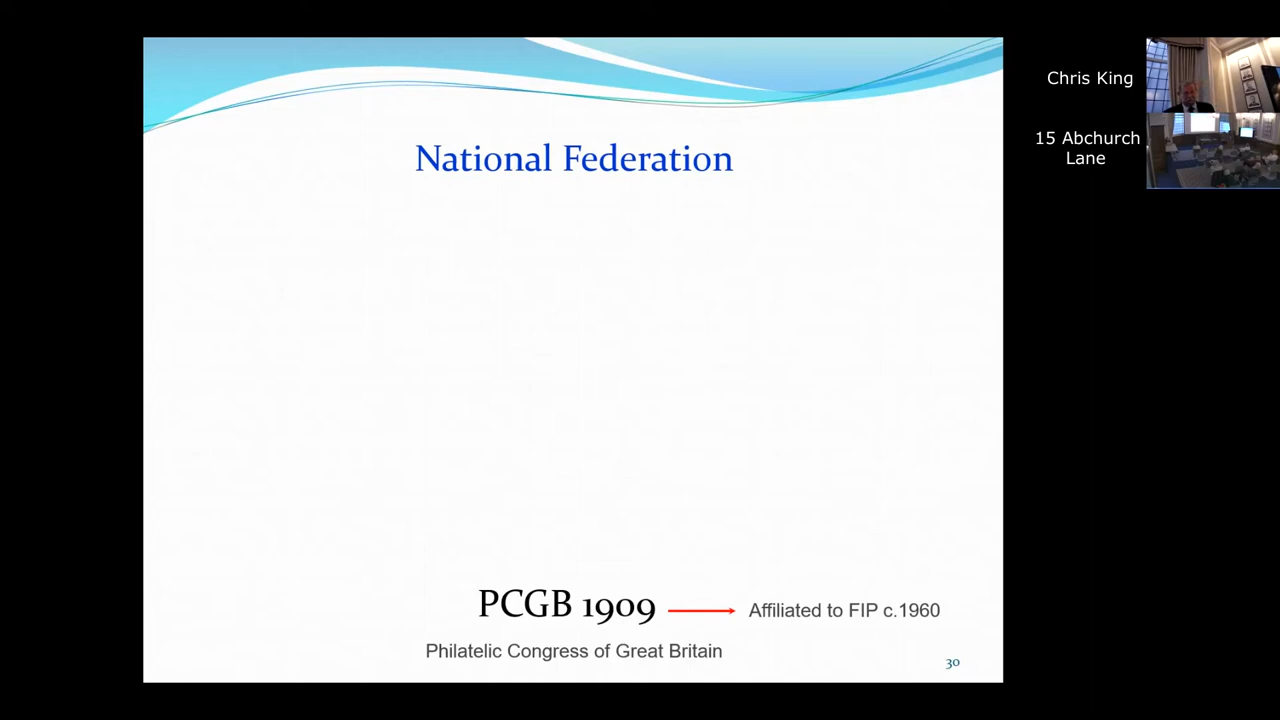 National Federation
PCGB 1909
Affiliated to FIP c.1960
Philatelic Congress of Great Britain
30
Chris King
15 Abchurch
Lane